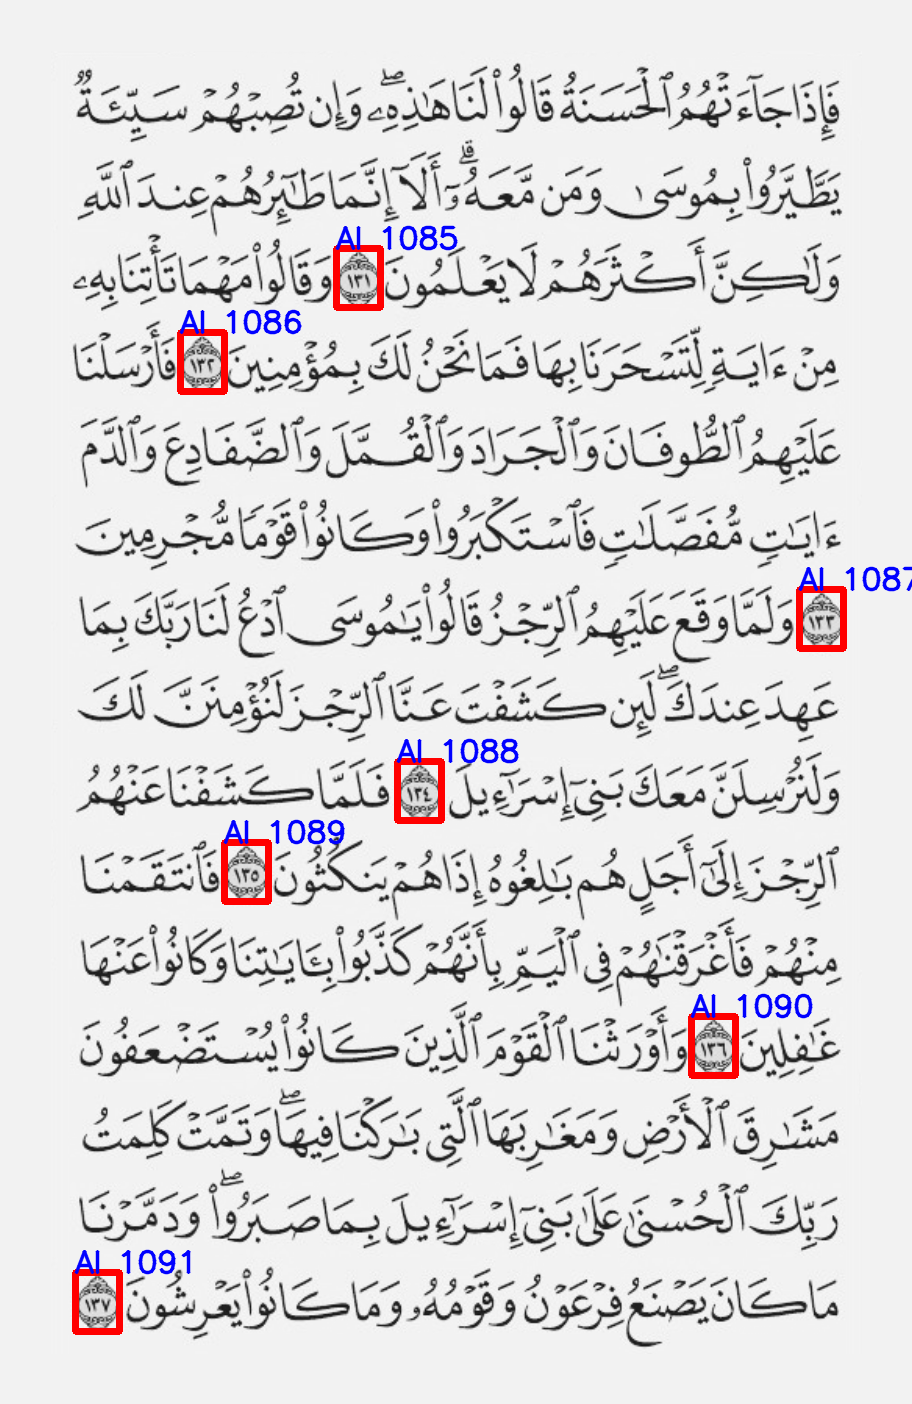 فَإِذَا جَآءَتْهُمُ ٱلْحَسَنَةُ قَالُوا۟ لَنَا هَـٰذِهِۦ ۖ وَإِن تُصِبْهُمْ سَيِّئَةٌ
يَطَّيَّرُوا۟ بِمُوسَىٰ وَمَن مَّعَهُۥٓ ۗ أَلَآ إِنَّمَا طَـٰٓئِرُهُمْ عِندَ ٱللَّهِ
AI 1085
وَلَـٰكِنَّ أَكْثَرَهُمْ لَا يَعْلَمُونَ ١٣١ وَقَالُوا۟ مَهْمَا تَأْتِنَا بِهِۦ
AI 1086
مِنْ ءَايَةٍ لِّتَسْحَرَنَا بِهَا فَمَا نَحْنُ لَكَ بِمُؤْمِنِينَ ١٣٢ فَأَرْسَلْنَا
عَلَيْهِمُ ٱلطُّوفَانَ وَٱلْجَرَادَ وَٱلْقُمَّلَ وَٱلضَّفَادِعَ وَٱلدَّمَ
ءَايَـٰتٍ مُّفَصَّلَـٰتٍ فَٱسْتَكْبَرُوا۟ وَكَانُوا۟ قَوْمًا مُّجْرِمِينَ
AI 1087
١٣٣ وَلَمَّا وَقَعَ عَلَيْهِمُ ٱلرِّجْزُ قَالُوا۟ يَـٰمُوسَى ٱدْعُ لَنَا رَبَّكَ بِمَا
عَهِدَ عِندَكَ ۖ لَئِن كَشَفْتَ عَنَّا ٱلرِّجْزَ لَنُؤْمِنَنَّ لَكَ
AI 1088
وَلَنُرْسِلَنَّ مَعَكَ بَنِىٓ إِسْرَٰٓءِيلَ ١٣٤ فَلَمَّا كَشَفْنَا عَنْهُمُ
AI 1089
ٱلرِّجْزَ إِلَىٰٓ أَجَلٍ هُم بَـٰلِغُوهُ إِذَا هُمْ يَنكُثُونَ ١٣٥ فَٱنتَقَمْنَا
مِنْهُمْ فَأَغْرَقْنَـٰهُمْ فِى ٱلْيَمِّ بِأَنَّهُمْ كَذَّبُوا۟ بِـَٔايَـٰتِنَا وَكَانُوا۟ عَنْهَا
AI 1090
غَـٰفِلِينَ ١٣٦ وَأَوْرَثْنَا ٱلْقَوْمَ ٱلَّذِينَ كَانُوا۟ يُسْتَضْعَفُونَ
مَشَـٰرِقَ ٱلْأَرْضِ وَمَغَـٰرِبَهَا ٱلَّتِى بَـٰرَكْنَا فِيهَا ۖ وَتَمَّتْ كَلِمَتُ
رَبِّكَ ٱلْحُسْنَىٰ عَلَىٰ بَنِىٓ إِسْرَٰٓءِيلَ بِمَا صَبَرُوا۟ ۖ وَدَمَّرْنَا
AI 1091
مَا كَانَ يَصْنَعُ فِرْعَوْنُ وَقَوْمُهُۥ وَمَا كَانُوا۟ يَعْرِشُونَ ١٣٧